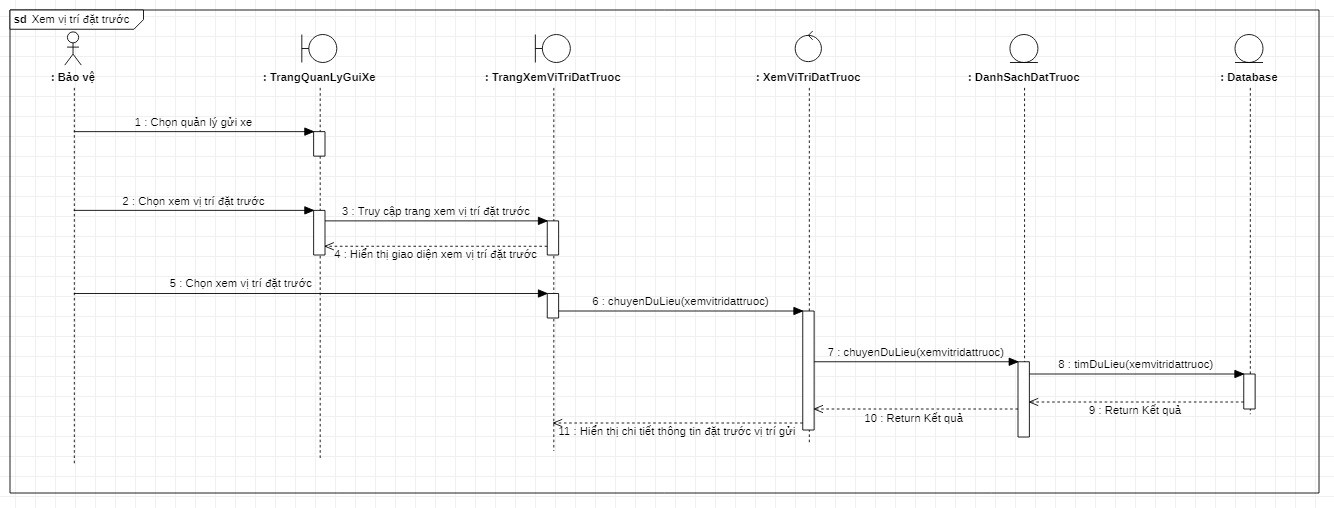 sd Xem vị trí đặt trước
: Bảo vệ
: TrangQuanLyGuiXe
: TrangXemViTriDatTruoc
: XemViTriDatTruoc
: DanhSachDatTruoc
: Database
1 : Chọn quản lý gửi xe
2 : Chọn xem vị trí đặt trước
3 : Truy cập trang xem vị trí đặt trước
4 : Hiển thị giao diện xem vị trí đặt trước
5 : Chọn xem vị trí đặt trước
6 : chuyenDuLieu(xemvitridattruoc)
7 : chuyenDuLieu(xemvitridattruoc)
8 : timDuLieu(xemvitridattruoc)
9 : Return Kết quả
10 : Return Kết quả
11 : Hiển thị chi tiết thông tin đặt trước vị trí gửi